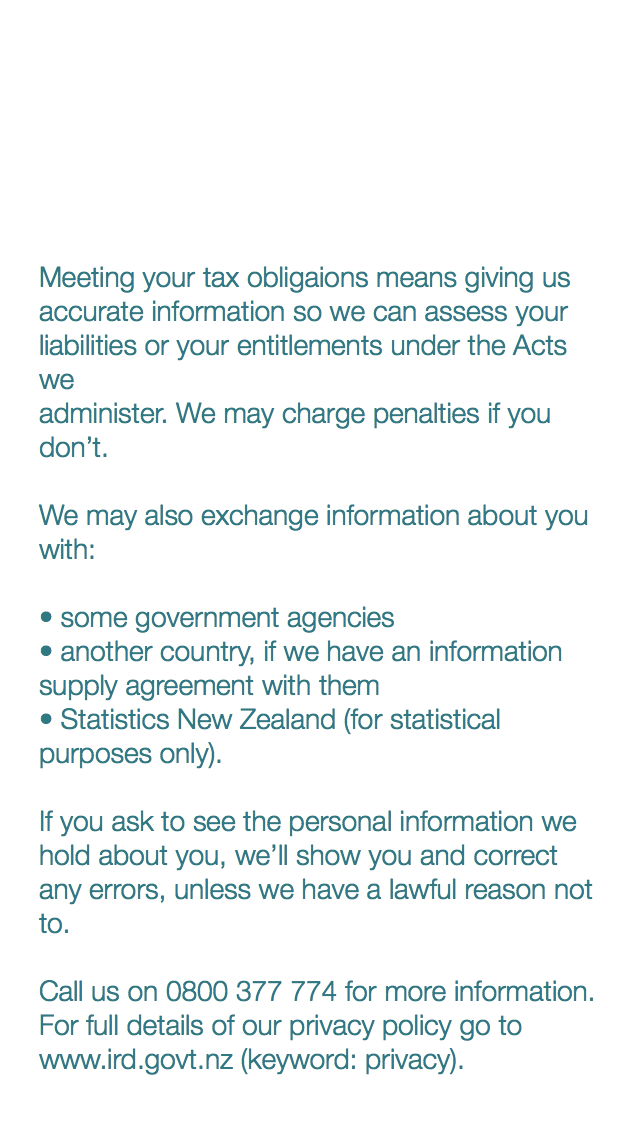 Meeting your tax obligaions means giving us
accurate information so we can assess your
liabilities or your entitlements under the Acts
we
administer. We may charge penalties if you
don’t.
We may also exchange information about you
with:
• some government agencies
• another country, if we have an information
supply agreement with them
• Statistics New Zealand (for statistical
purposes only).
If you ask to see the personal information we
hold about you, we’ll show you and correct
any errors, unless we have a lawful reason not
to.
Call us on 0800 377 774 for more information.
For full details of our privacy policy go to
www.ird.govt.nz (keyword: privacy).